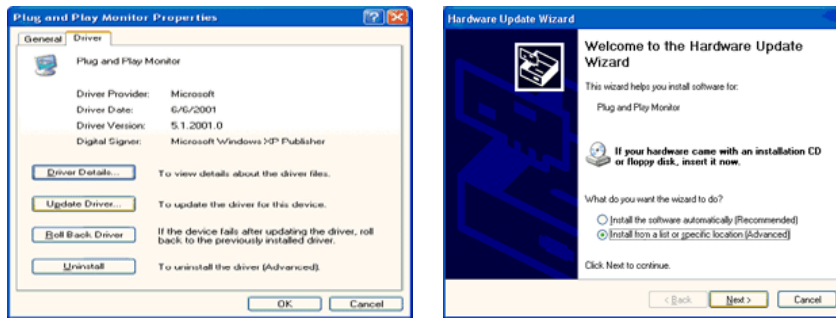 Plug and Play Monitor Properties
General Driver
Plug and Play Monitor
Driver Provider: Microsoft
Driver Date: 6/6/2001
Driver Version: 5.1.2001.0
Digital Signer: Microsoft Windows XP Publisher
Driver Details... To view details about the driver files.
Update Driver... To update the driver for this device.
Roll Back Driver If the device fails after updating the driver, roll
back to the previously installed driver.
Uninstall To uninstall the driver (Advanced).
OK Cancel
Hardware Update Wizard
Welcome to the Hardware Update
Wizard
This wizard helps you install software for:
Plug and Play Monitor
If your hardware came with an installation CD
or floppy disk, insert it now.
What do you want the wizard to do?
Install the software automatically (Recommended)
Install from a list or specific location (Advanced)
Click Next to continue.
< Back Next > Cancel